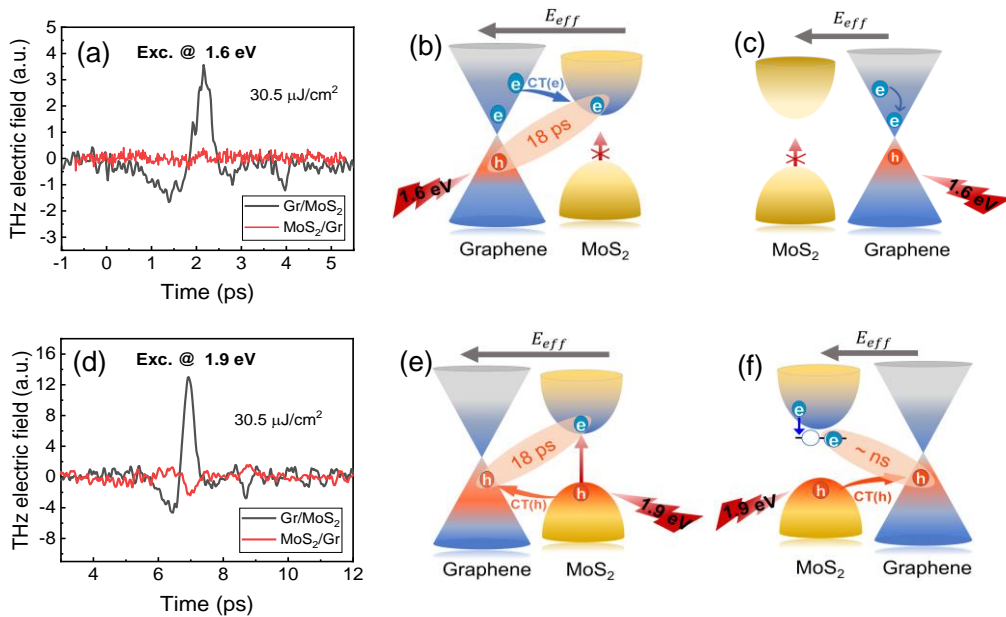 (a)
Exc. @ 1.6 eV
30.5 μJ/cm²
THz electric field (a.u.)
5
4
3
2
1
0
-1
-2
-3
Gr/MoS₂
MoS₂/Gr
-1 0 1 2 3 4 5
Time (ps)
(b)
E_eff
e
CT(e)
e
e
18 ps
h
1.6 eV
Graphene
MoS₂
(c)
E_eff
e
e
h
1.6 eV
MoS₂
Graphene
(d)
Exc. @ 1.9 eV
30.5 μJ/cm²
THz electric field (a.u.)
16
12
8
4
0
-4
-8
Gr/MoS₂
MoS₂/Gr
4 6 8 10 12
Time (ps)
(e)
E_eff
e
18 ps
h
CT(h)
h
1.9 eV
Graphene
MoS₂
(f)
E_eff
e
e
~ ns
h
h
CT(h)
1.9 eV
MoS₂
Graphene